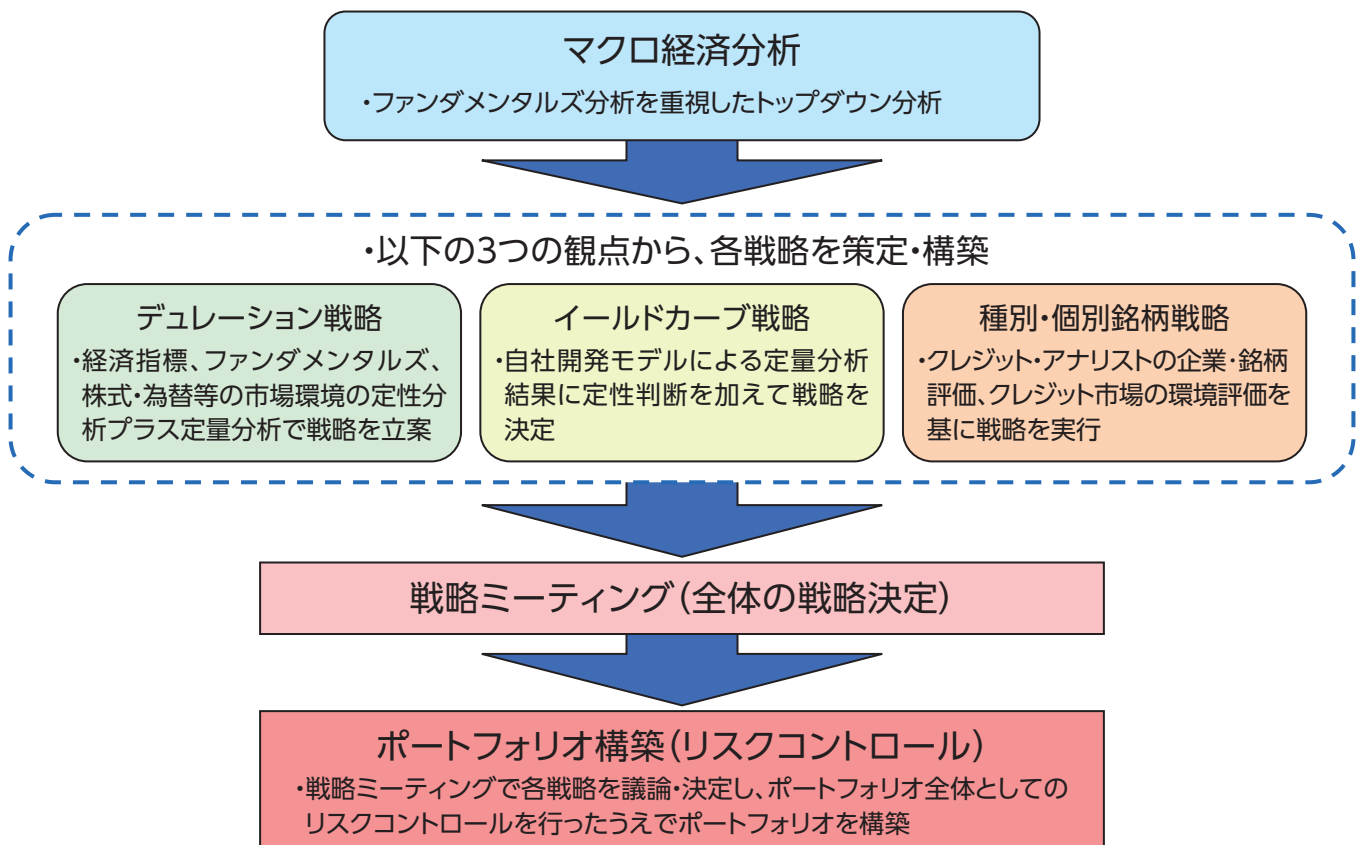 マクロ経済分析
・ファンダメンタルズ分析を重視したトップダウン分析
・以下の3つの観点から、各戦略を策定・構築
デュレーション戦略
・経済指標、ファンダメンタルズ、
株式・為替等の市場環境の定性分
析プラス定量分析で戦略を立案
イールドカーブ戦略
・自社開発モデルによる定量分析
結果に定性判断を加えて戦略を
決定
種別・個別銘柄戦略
・クレジット・アナリストの企業・銘柄
評価、クレジット市場の環境評価を
基に戦略を実行
戦略ミーティング(全体の戦略決定)
ポートフォリオ構築(リスクコントロール)
・戦略ミーティングで各戦略を議論・決定し、ポートフォリオ全体としての
リスクコントロールを行ったうえでポートフォリオを構築